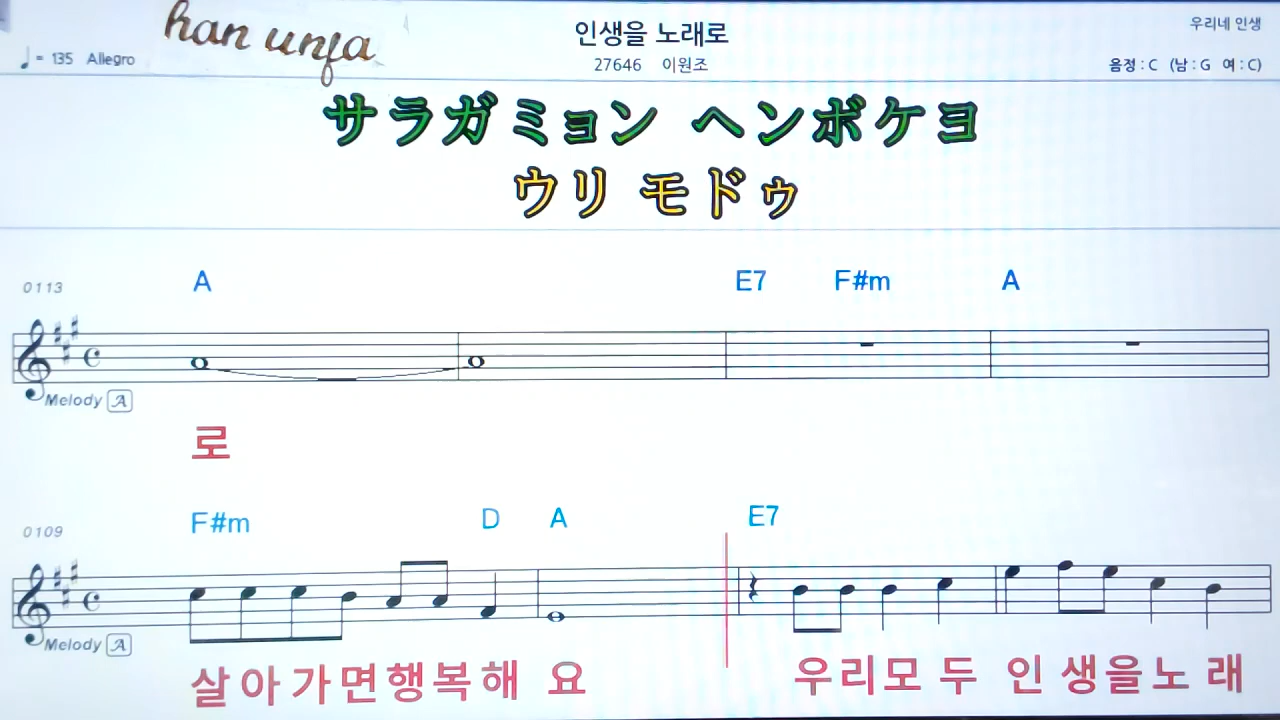 han unja
인생을 노래로
우리네 인생
♩= 135 Allegro
27646 이원조
음정 : C (남 : G 여 : C)
サラガミョン ヘンボケヨ
ウリ モドゥ
0113
A E7 F#m A
Melody A
로
0109
F#m D A E7
Melody A
살아가면행복해 요 우리모 두 인 생을노 래